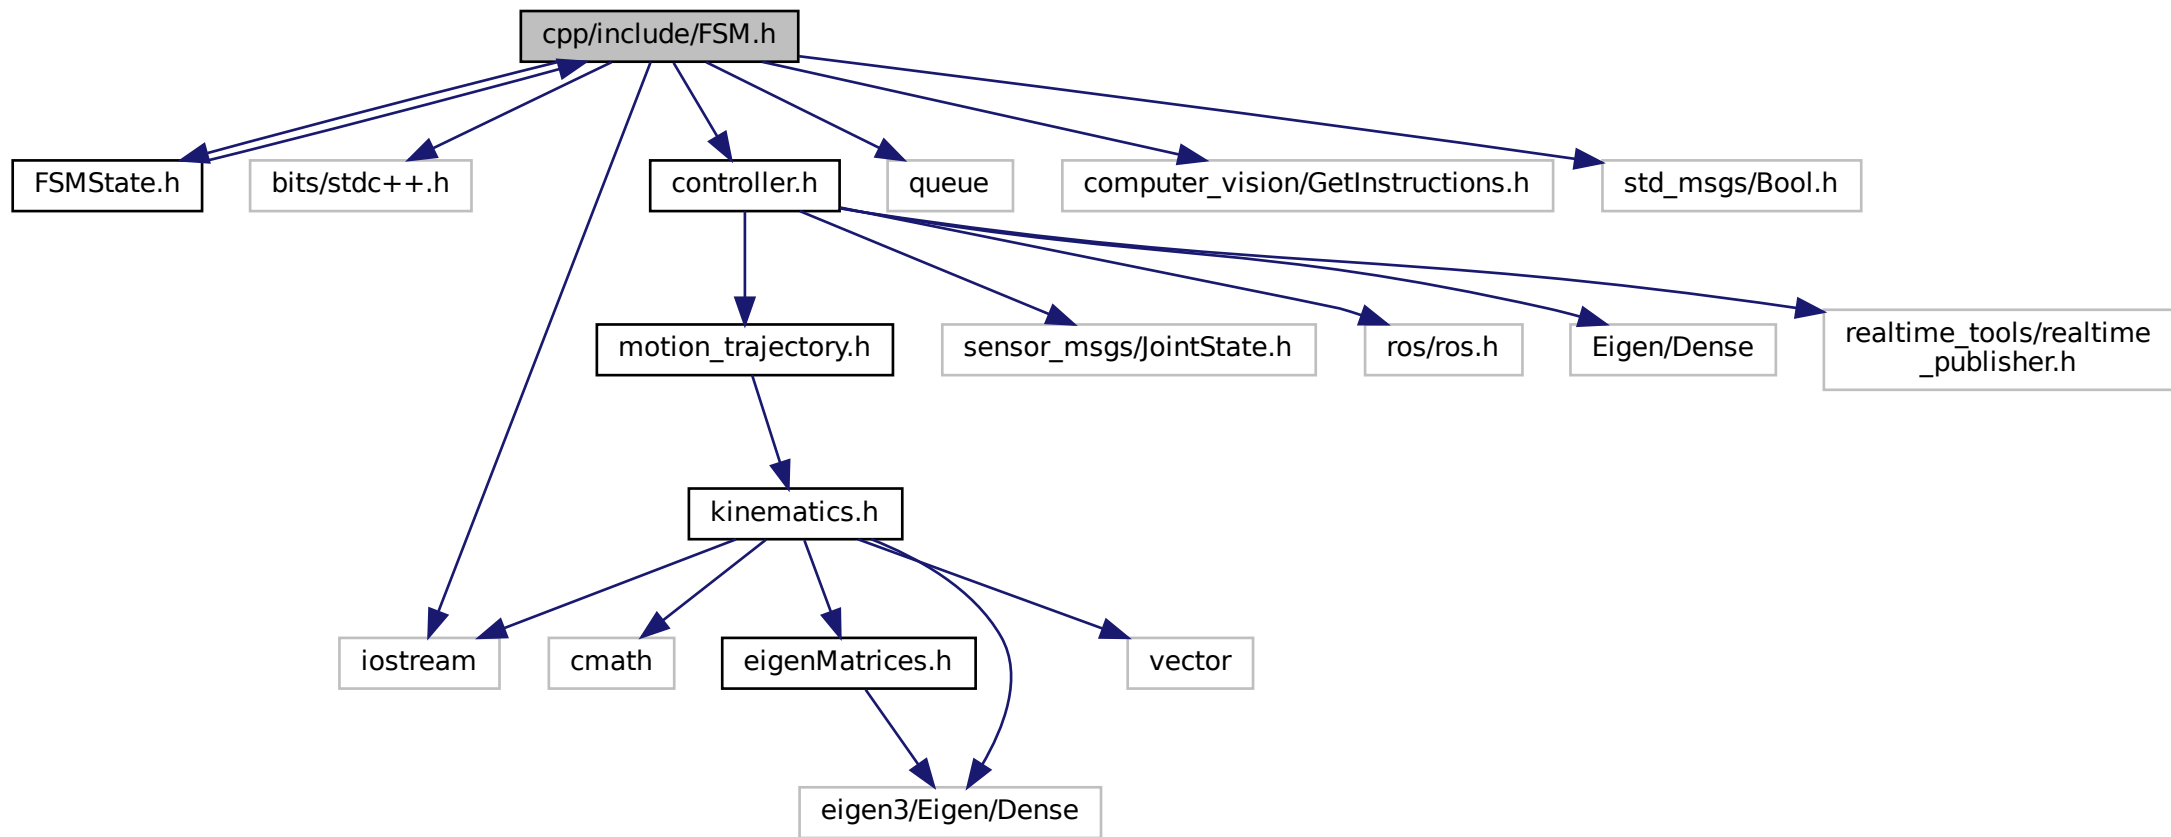 cpp/include/FSM.h
FSMState.h
bits/stdc++.h
controller.h
queue
computer_vision/GetInstructions.h
std_msgs/Bool.h
motion_trajectory.h
sensor_msgs/JointState.h
ros/ros.h
Eigen/Dense
realtime_tools/realtime
_publisher.h
kinematics.h
iostream
cmath
eigenMatrices.h
vector
eigen3/Eigen/Dense